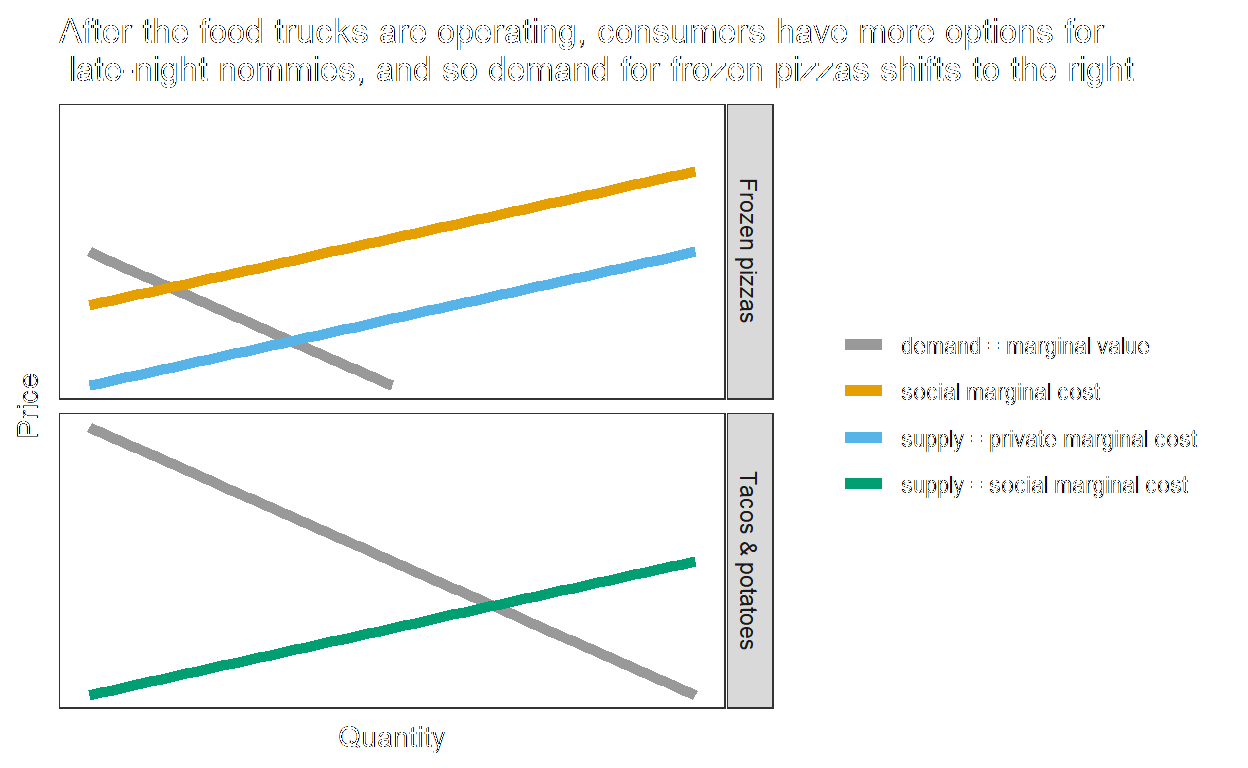 After the food trucks are operating, consumers have more options for
late-night nommies, and so demand for frozen pizzas shifts to the right
Frozen pizzas
Price
demand = marginal value
social marginal cost
supply = private marginal cost
supply = social marginal cost
Tacos & potatoes
Quantity